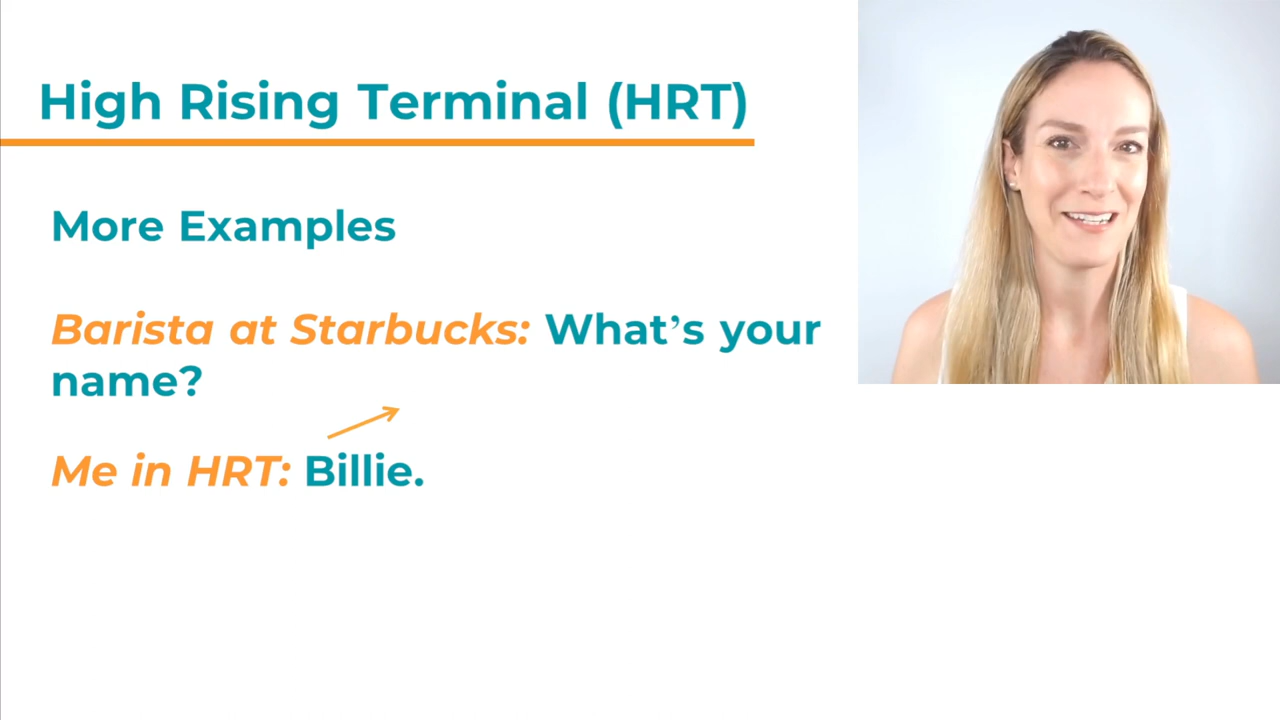 High Rising Terminal (HRT)
More Examples
Barista at Starbucks: What’s your
name?
Me in HRT: Billie.